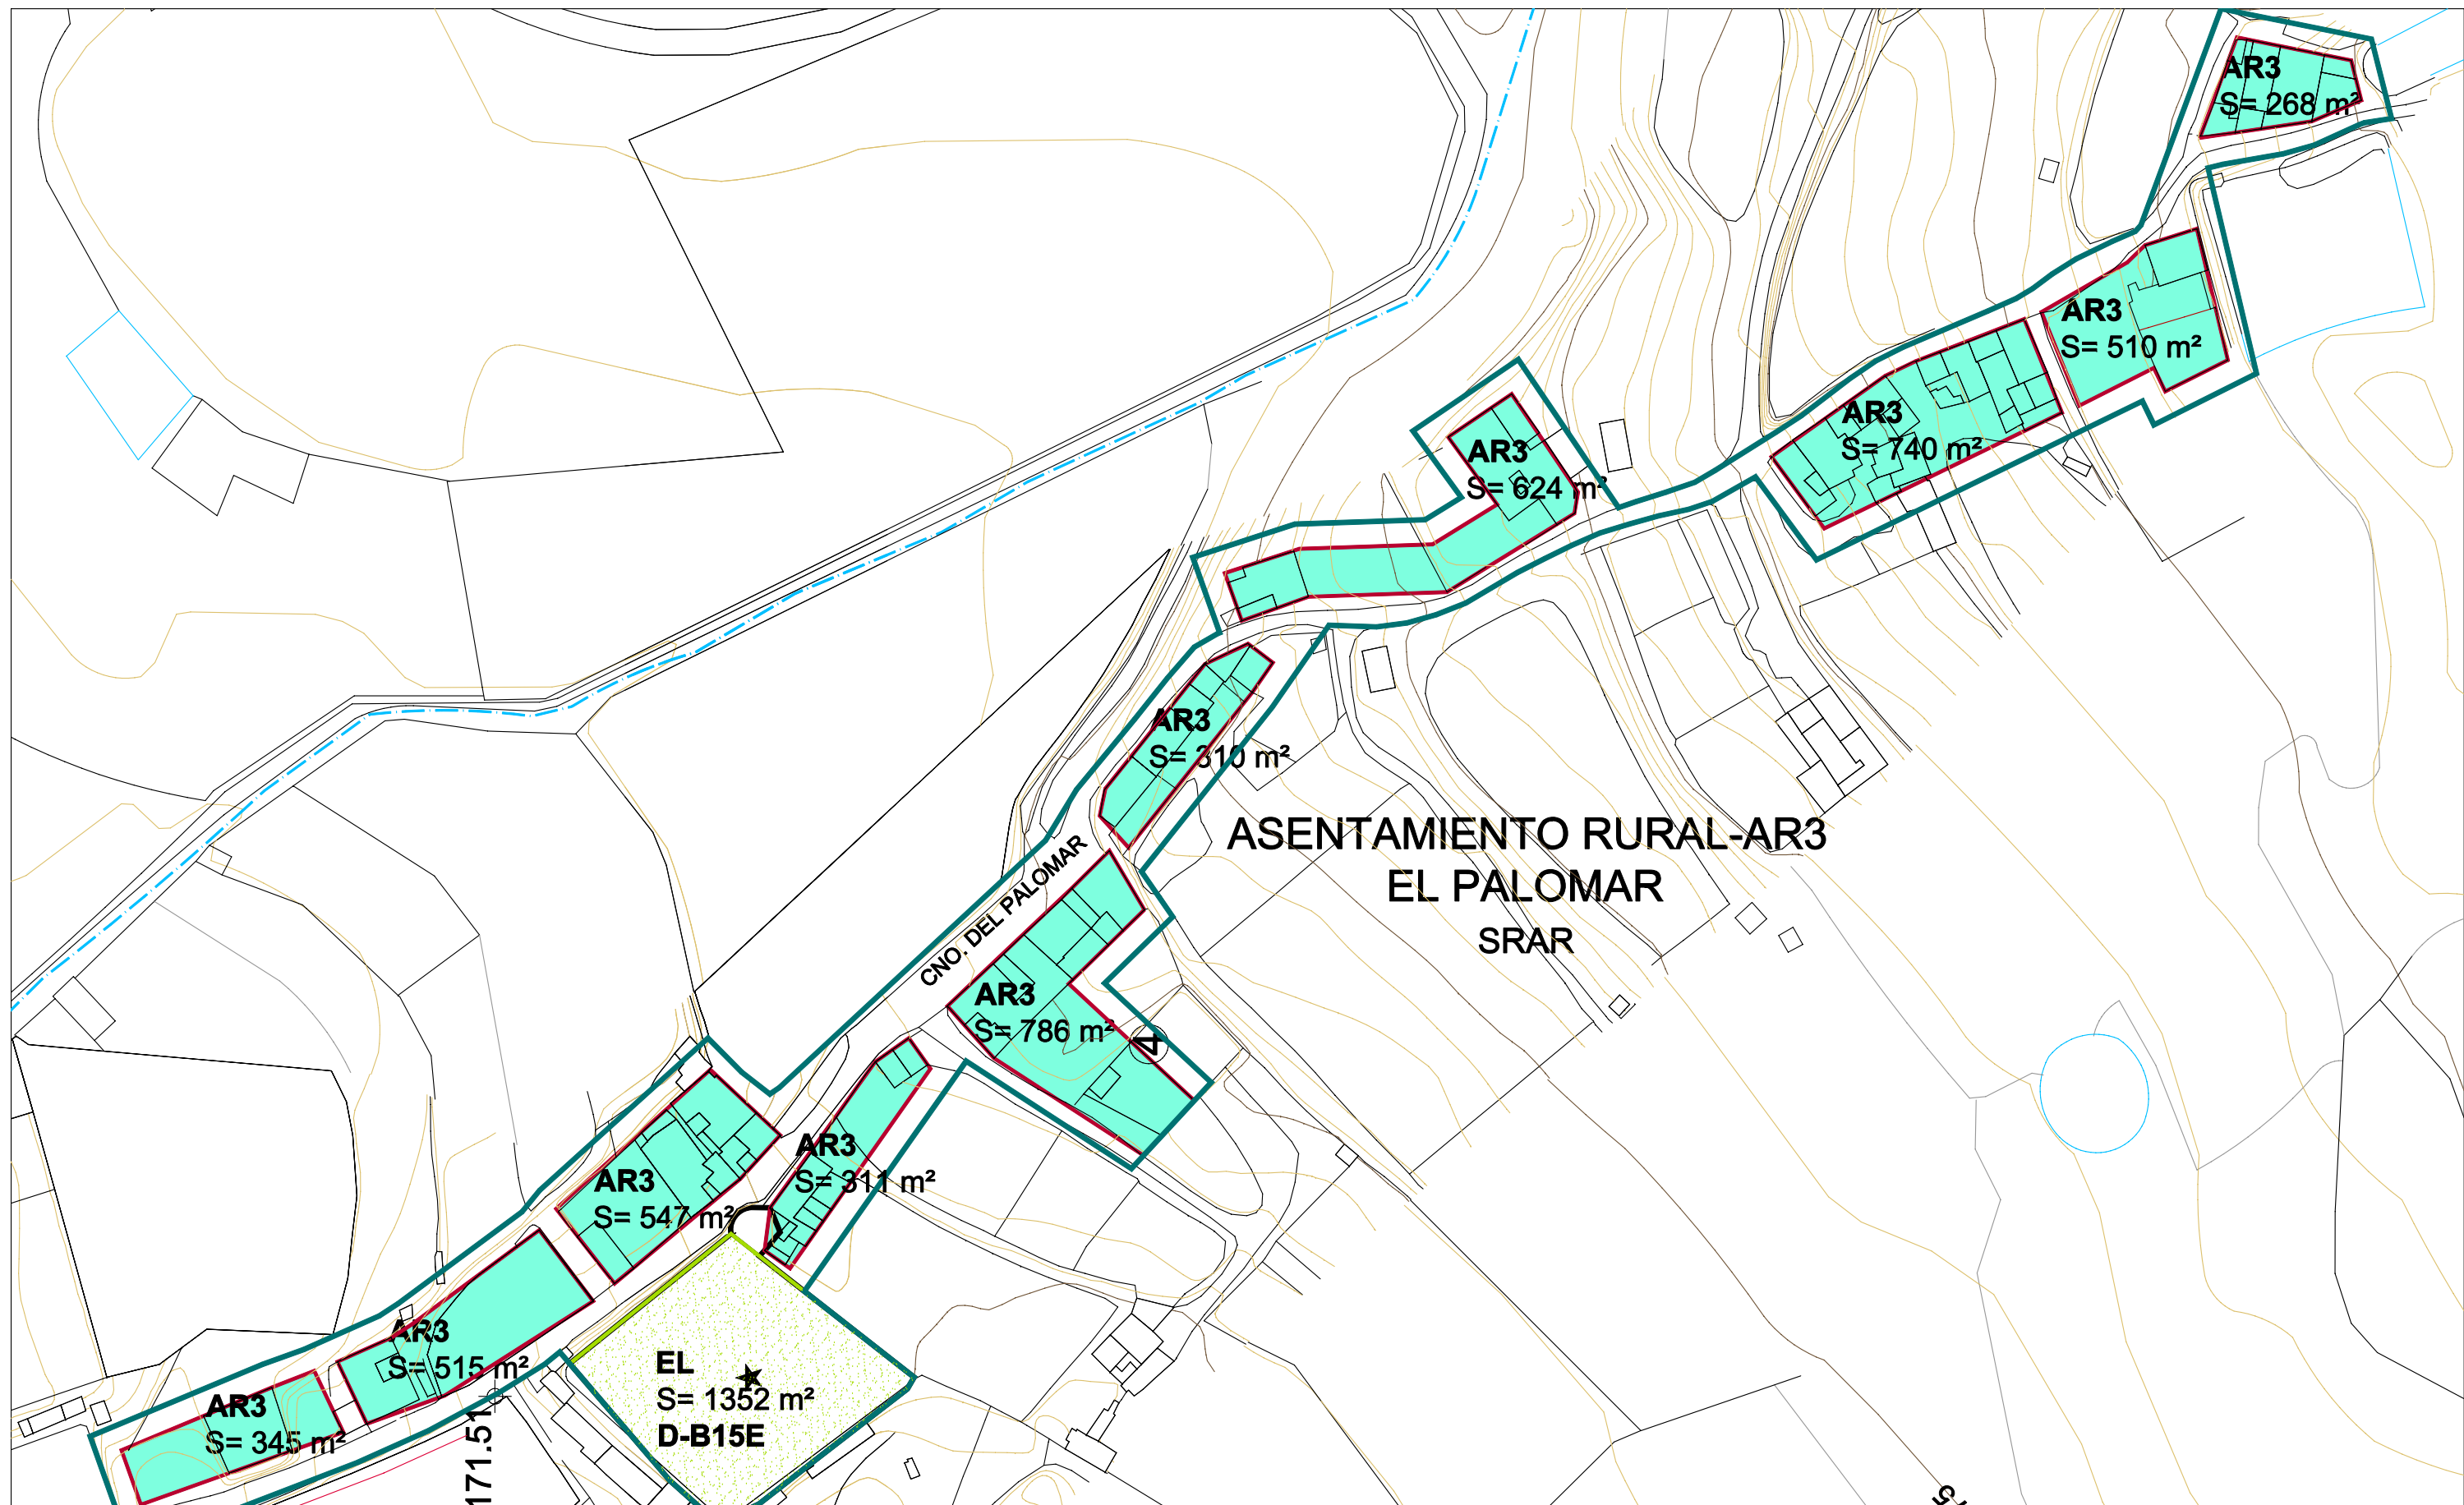 AR3
S= 268 m²
AR3
S= 510 m²
AR3
S= 740 m²
AR3
S= 624 m²
AR3
S= 310 m²
ASENTAMIENTO RURAL-AR3
EL PALOMAR
SRAR
CNO. DEL PALOMAR
AR3
S= 786 m²
4
AR3
S= 311 m²
AR3
S= 547 m²
AR3
S= 515 m²
EL
S= 1352 m²
D-B15E
AR3
S= 345 m²
171.51